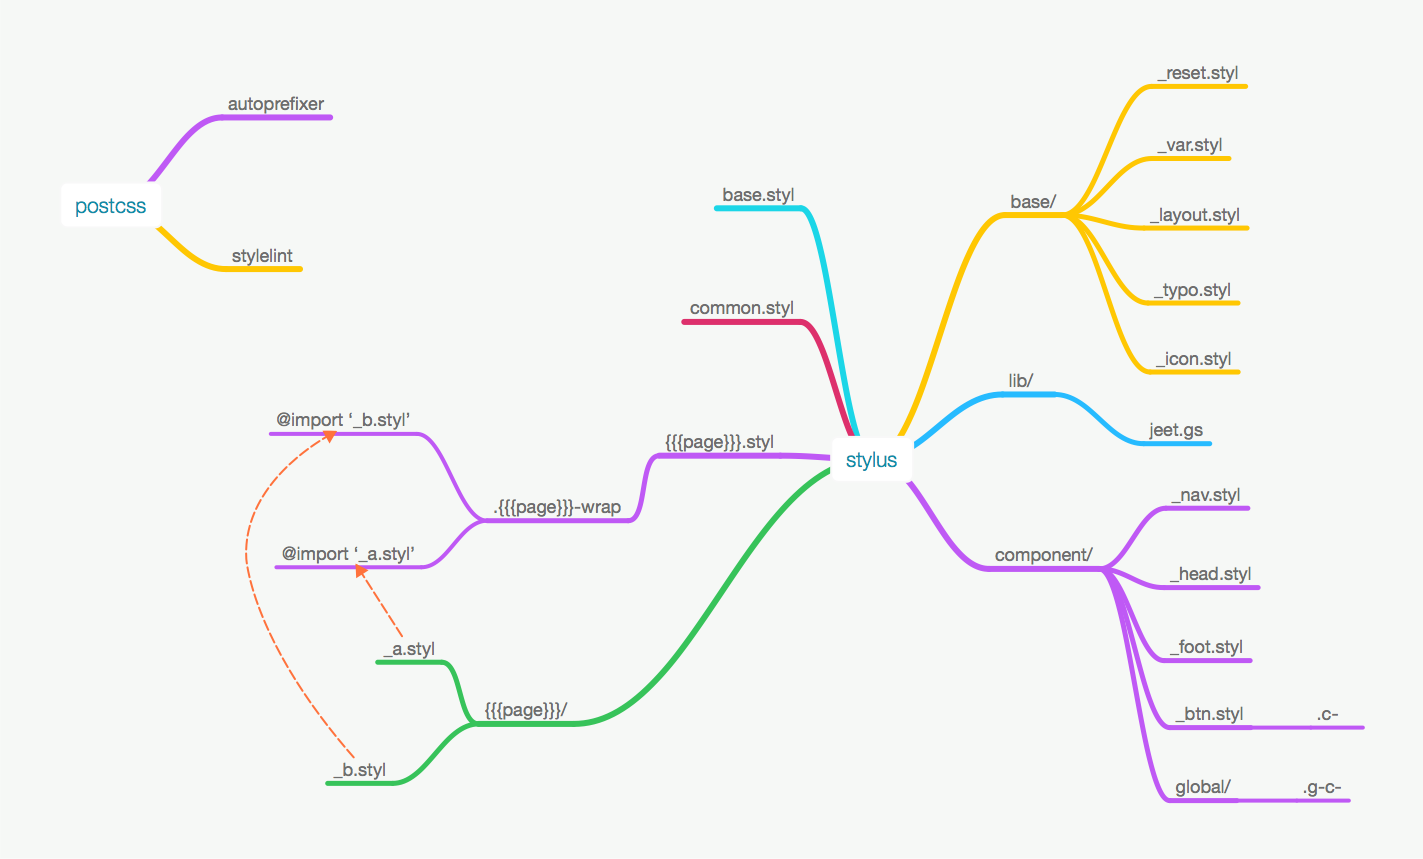 postcss
autoprefixer
stylelint
stylus
base.styl
common.styl
{{{page}}}.styl
.{{{page}}}-wrap
@import ‘_b.styl’
@import ‘_a.styl’
{{{page}}}/
_a.styl
_b.styl
base/
_reset.styl
_var.styl
_layout.styl
_typo.styl
_icon.styl
lib/
jeet.gs
component/
_nav.styl
_head.styl
_foot.styl
_btn.styl
.c-
global/
.g-c-